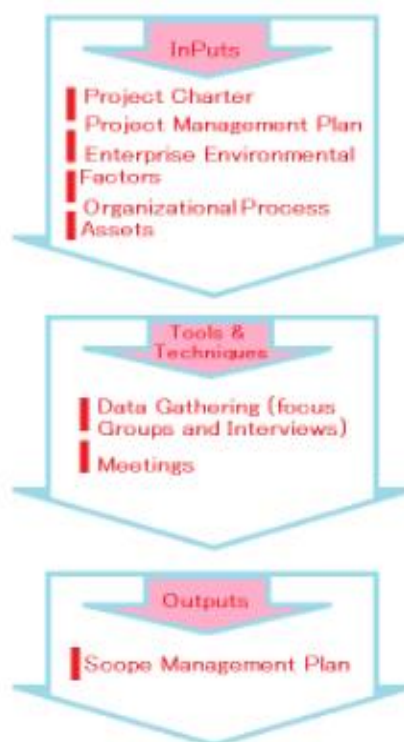 InPuts
Project Charter
Project Management Plan
Enterprise Environmental
Factors
Organizational Process
Assets
Tools &
Techniques
Data Gathering (focus
Groups and Interviews)
Meetings
Outputs
Scope Management Plan